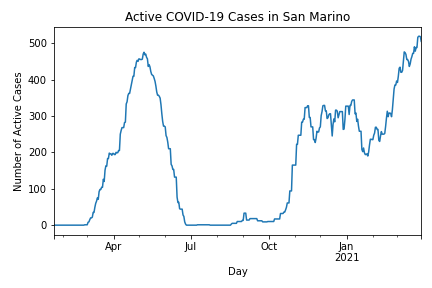 Active COVID-19 Cases in San Marino
Number of Active Cases
500
400
300
200
100
0
Apr
Jul
Oct
Jan
2021
Day